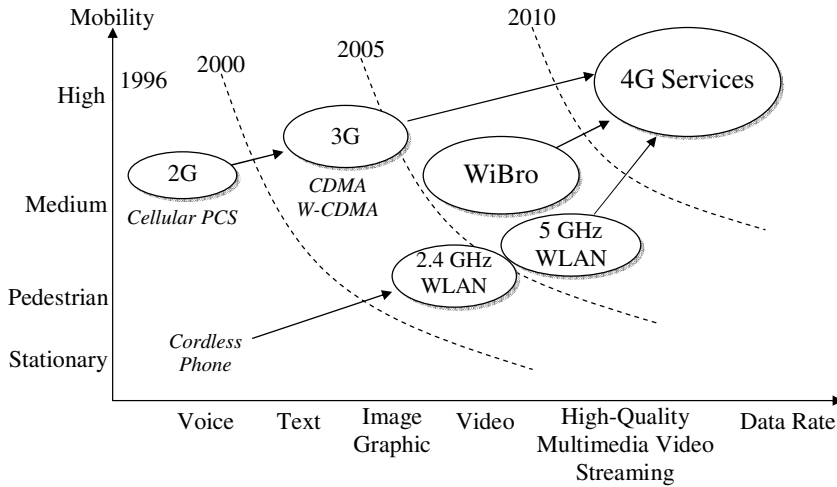 Mobility
1996
2000
2005
2010
High
Medium
Pedestrian
Stationary
4G Services
3G
2G
WiBro
CDMA
W-CDMA
Cellular PCS
5 GHz
WLAN
2.4 GHz
WLAN
Cordless
Phone
Voice
Text
Image
Graphic
Video
High-Quality
Multimedia Video
Streaming
Data Rate